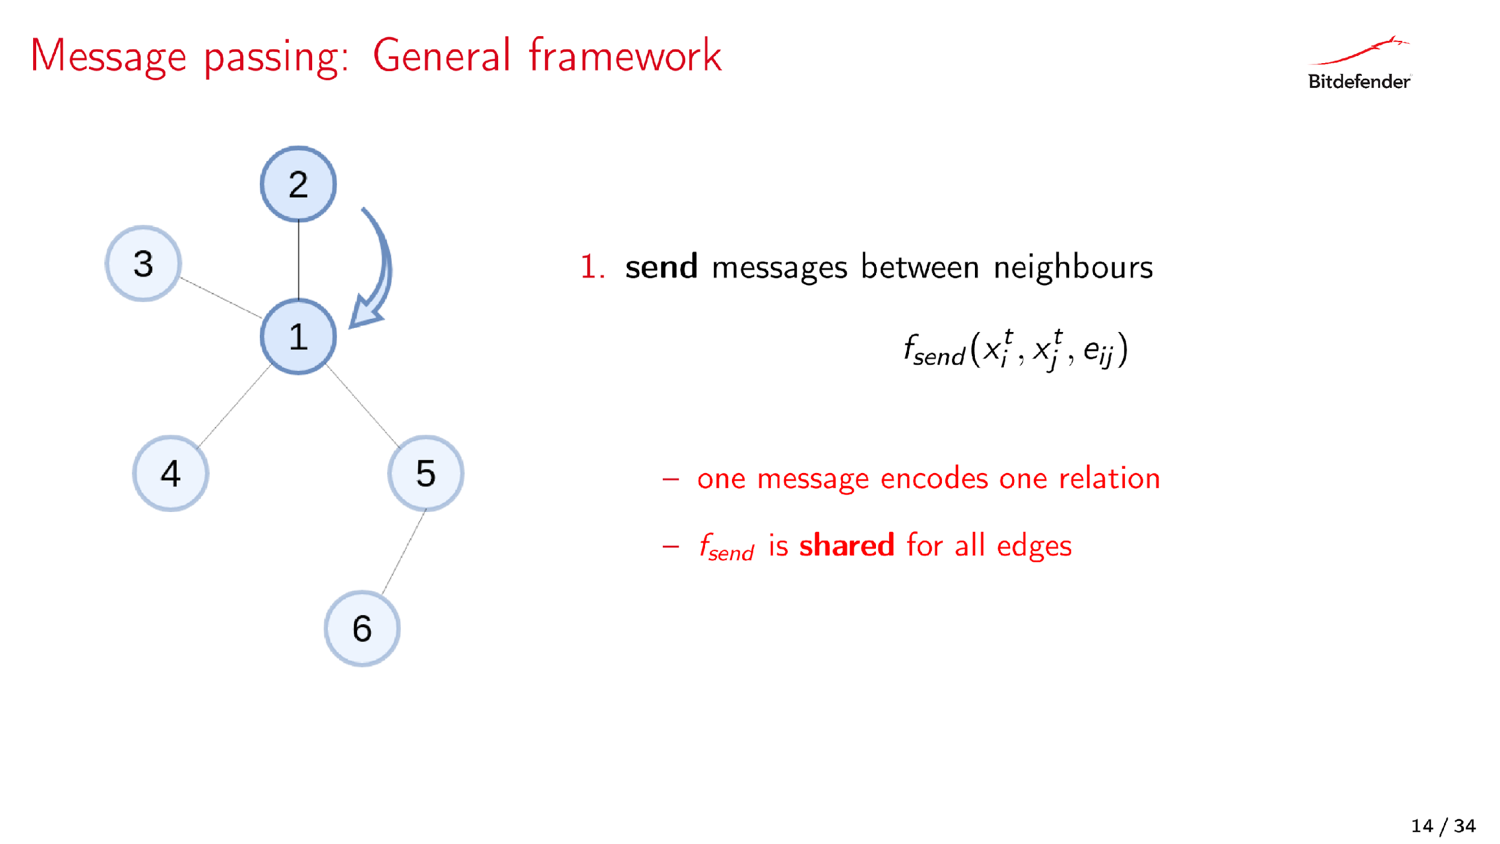 Message passing: General framework
Bitdefender
2
3
1
4
5
6
1. send messages between neighbours
f_send(x_i^t, x_j^t, e_ij)
– one message encodes one relation
– f_send is shared for all edges
14 / 34